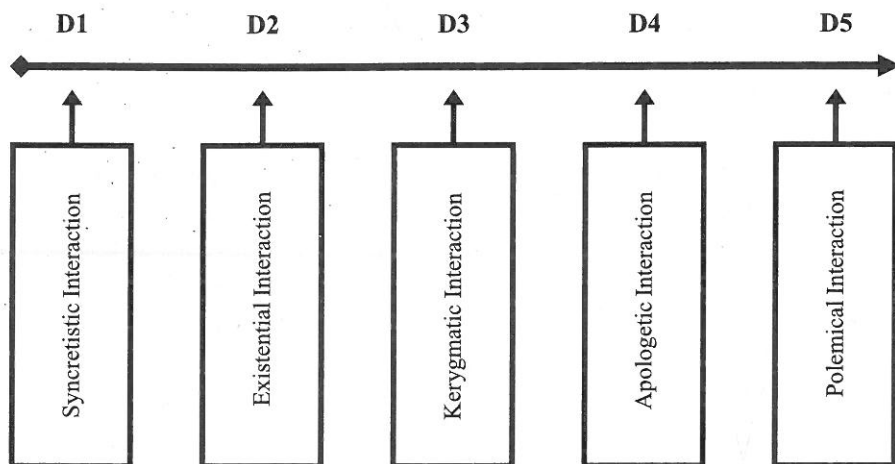 D1 D2 D3 D4 D5
Syncretistic Interaction
Existential Interaction
Kerygmatic Interaction
Apologetic Interaction
Polemical Interaction